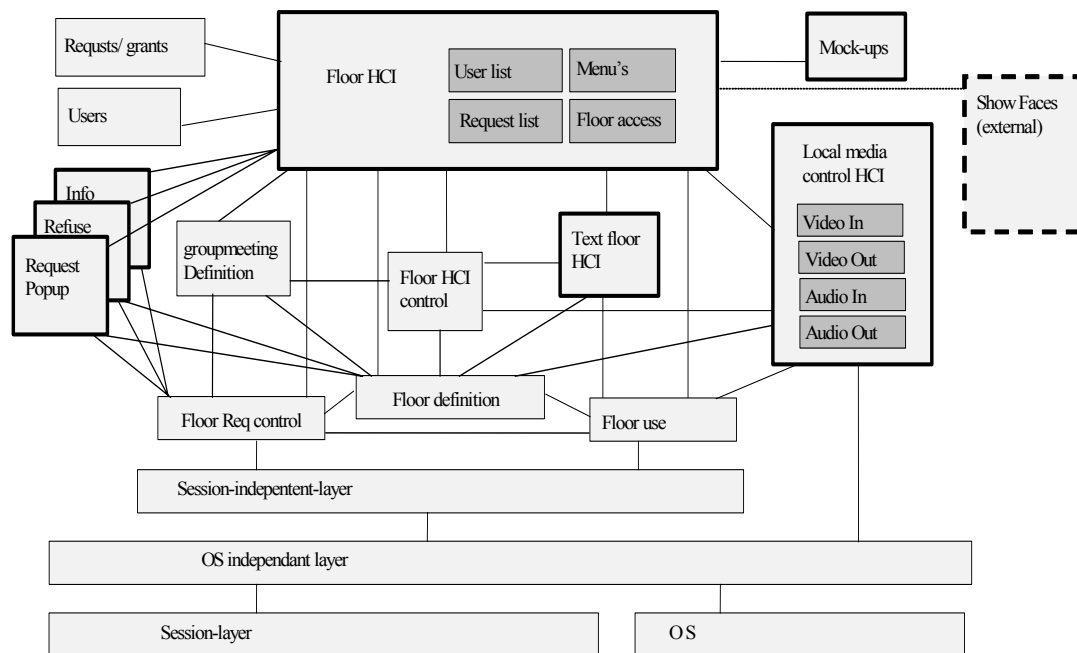 Requsts/ grants
Floor HCI
User list
Menu's
Request list
Floor access
Mock-ups
Users
Show Faces
(external)
Local media
control HCI
Video In
Video Out
Audio In
Audio Out
Info
Refuse
Request
Popup
groupmeeting
Definition
Floor HCI
control
Text floor
HCI
Floor definition
Floor Req control
Floor use
Session-indepentent-layer
OS independant layer
Session-layer
OS